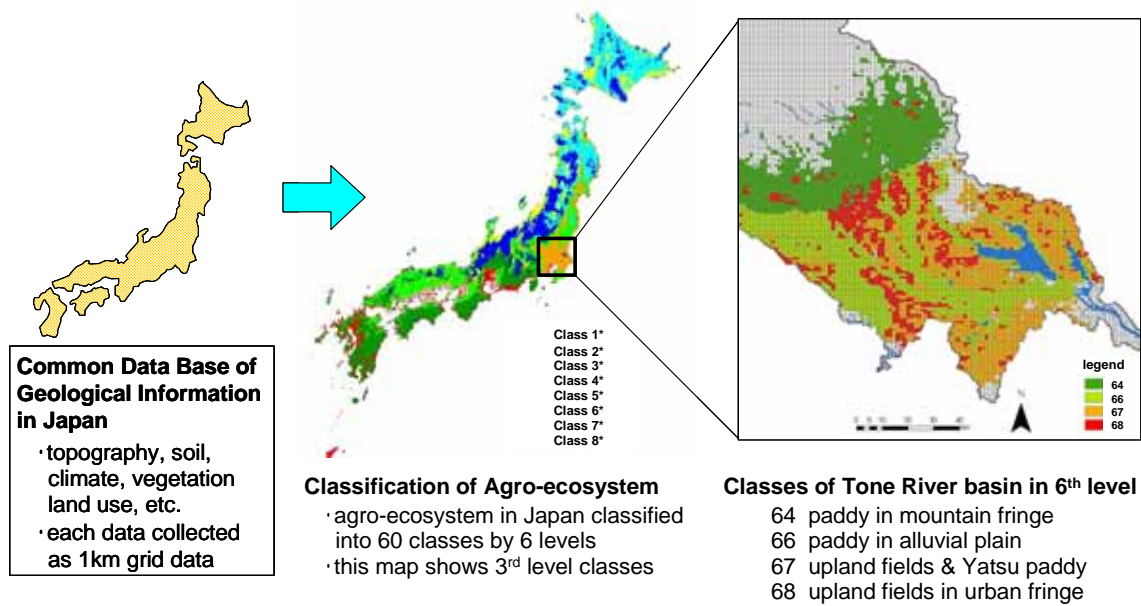 Common Data Base of
Geological Information
in Japan
・topography, soil,
climate, vegetation
land use, etc.
・each data collected
as 1km grid data
Class 1*
Class 2*
Class 3*
Class 4*
Class 5*
Class 6*
Class 7*
Class 8*
Classification of Agro-ecosystem
・agro-ecosystem in Japan classified
into 60 classes by 6 levels
・this map shows 3rd level classes
legend
64
66
67
68
N
Classes of Tone River basin in 6th level
64 paddy in mountain fringe
66 paddy in alluvial plain
67 upland fields & Yatsu paddy
68 upland fields in urban fringe